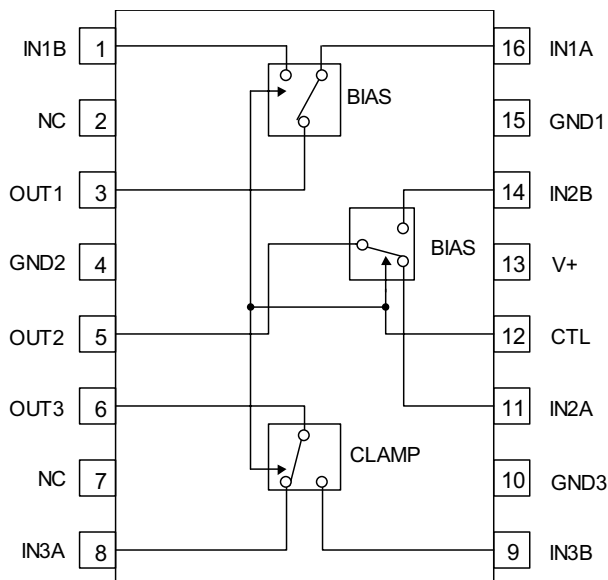 IN1B 1 16 IN1A
BIAS
NC 2 15 GND1
OUT1 3 14 IN2B
BIAS
GND2 4 13 V+
OUT2 5 12 CTL
OUT3 6 11 IN2A
CLAMP
NC 7 10 GND3
IN3A 8 9 IN3B